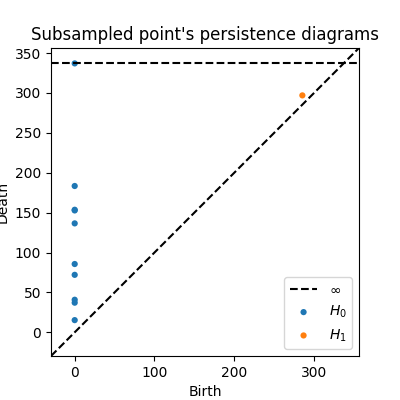 Subsampled point's persistence diagrams
350
300
250
200
150
100
50
0
Death
∞
H₀
H₁
0 100 200 300
Birth